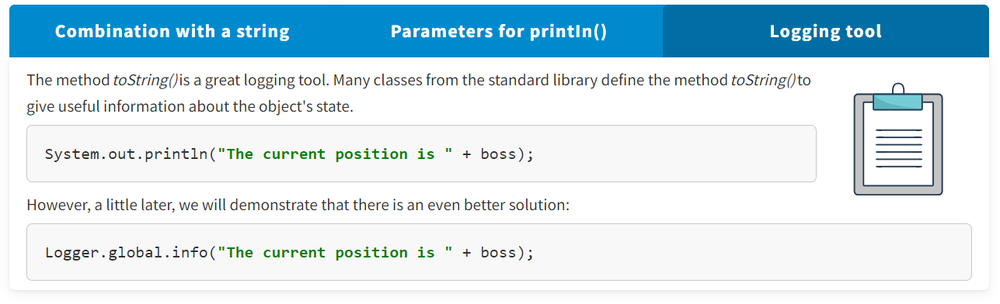 Combination with a string
Parameters for println()
Logging tool
The method toString()is a great logging tool. Many classes from the standard library define the method toString()to
give useful information about the object's state.
System.out.println("The current position is " + boss);
However, a little later, we will demonstrate that there is an even better solution:
Logger.global.info("The current position is " + boss);